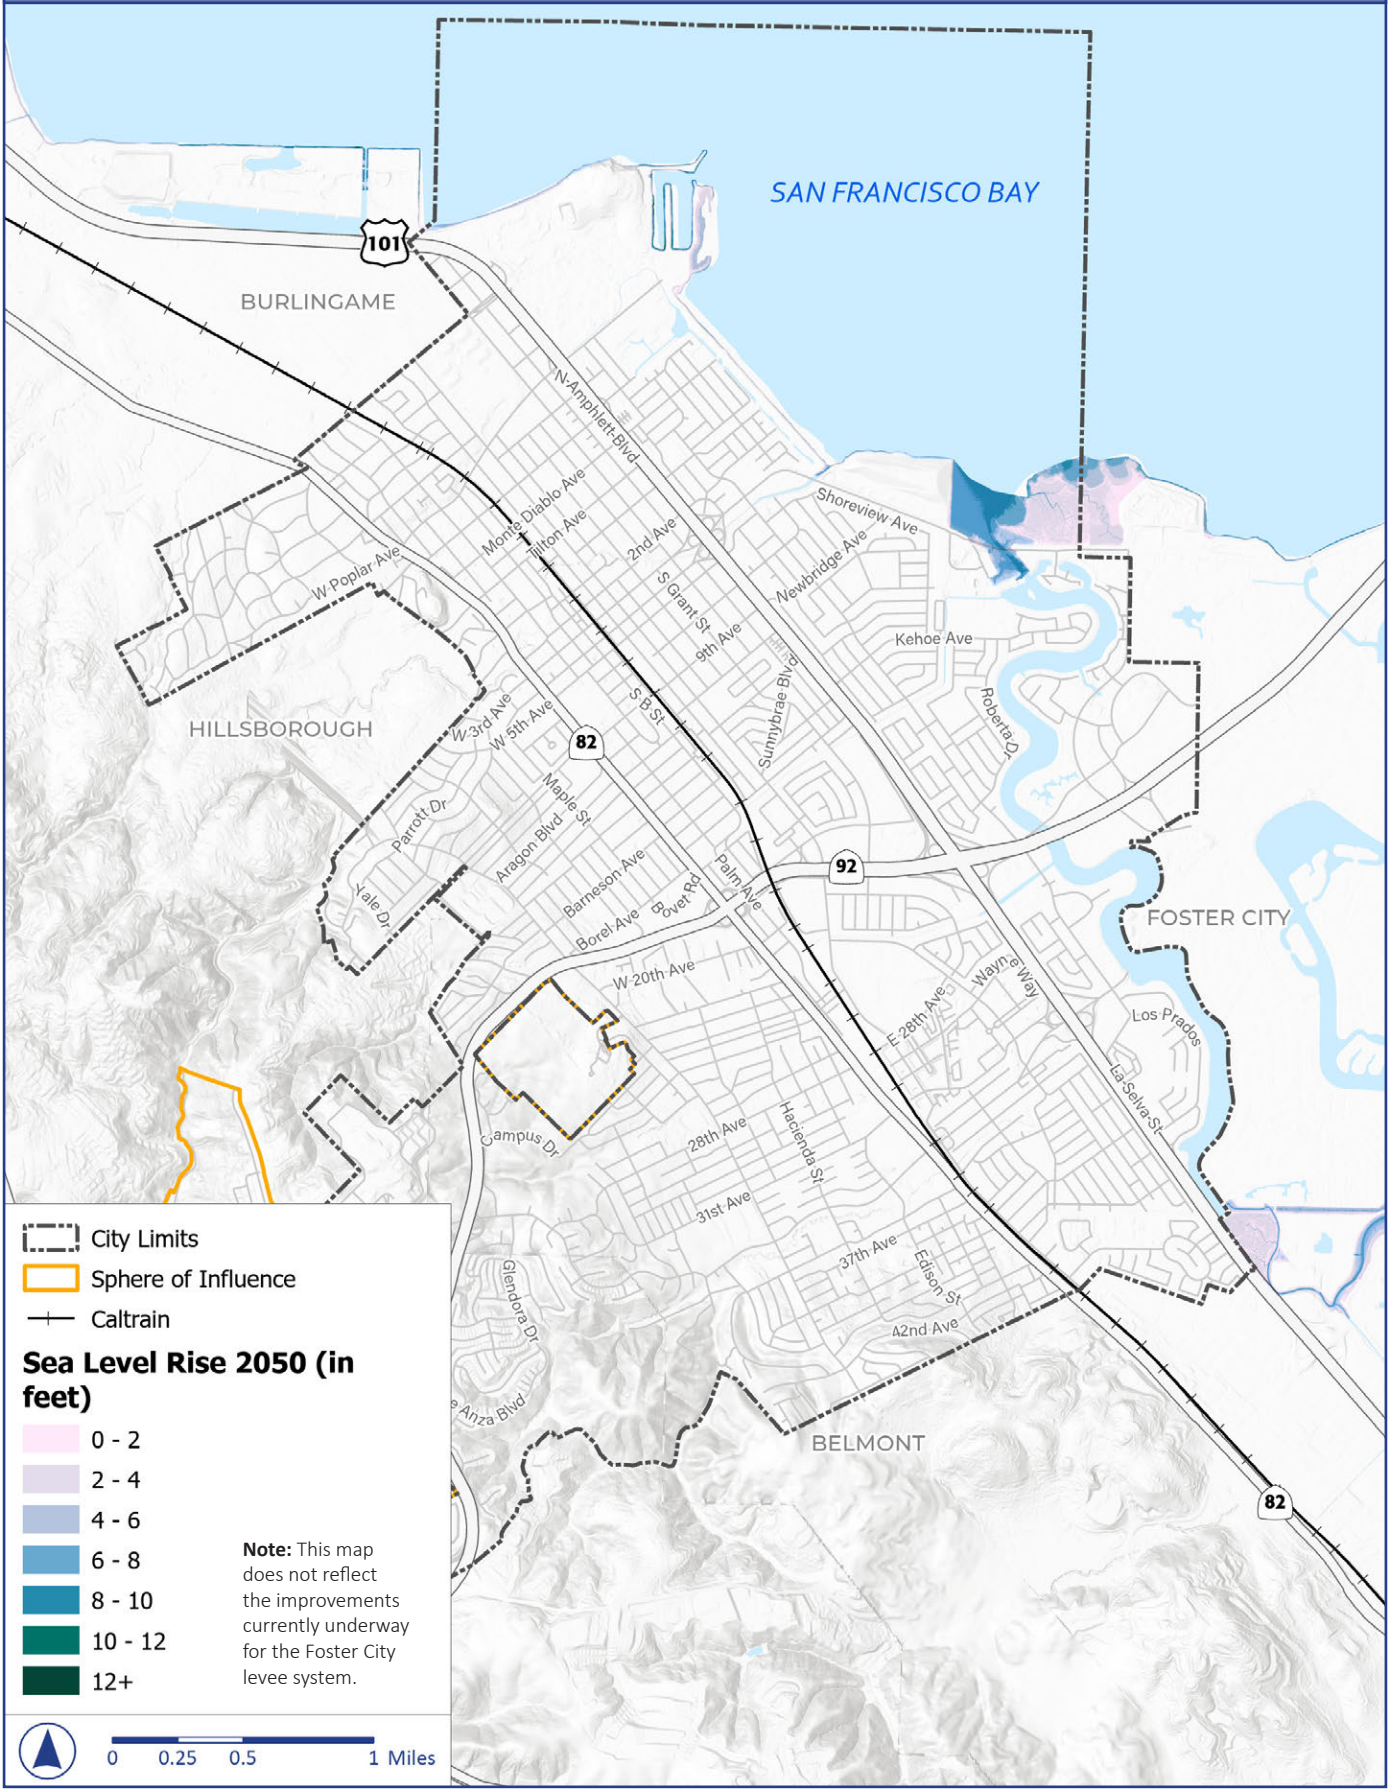 SAN FRANCISCO BAY
101
BURLINGAME
N Amphlett Blvd
Monte Diablo Ave
Tilton Ave
2nd Ave
Shoreview Ave
Newbridge Ave
W Poplar Ave
S Grant St
9th Ave
Kehoe Ave
Sunnybrae Blvd
Roberta Dr
HILLSBOROUGH
W 3rd Ave
W 5th Ave
S B St
82
Maple St
Parrott Dr
Aragon Blvd
Barneson Ave
Palm Ave
92
Bovet Rd
Yale Dr
Borel Ave
FOSTER CITY
W 20th Ave
Wayne Way
E 28th Ave
Los Prados
La Selva St
Campus Dr
28th Ave
Hacienda St
31st Ave
37th Ave
Edison St
Glendora Dr
42nd Ave
e Anza Blvd
BELMONT
82
City Limits
Sphere of Influence
Caltrain
Sea Level Rise 2050 (in
feet)
0 - 2
2 - 4
4 - 6
6 - 8
8 - 10
10 - 12
12+
Note: This map
does not reflect
the improvements
currently underway
for the Foster City
levee system.
0 0.25 0.5 1 Miles